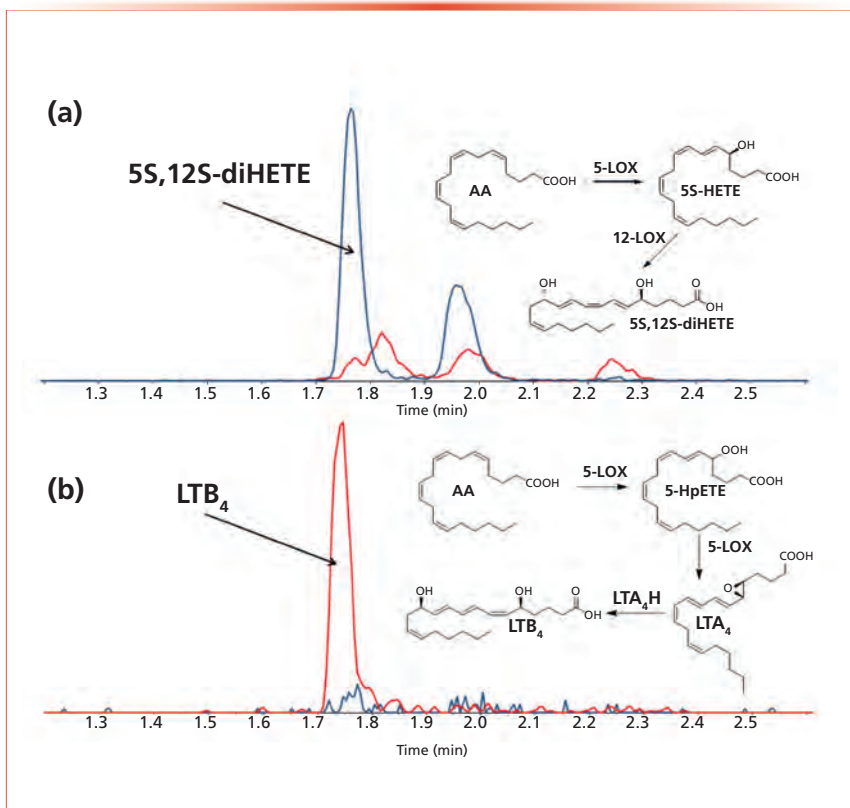 (a)
5S,12S-diHETE
AA
COOH
5-LOX
OH
COOH
5S-HETE
12-LOX
OH
OH
O
OH
5S,12S-diHETE
1.3 1.4 1.5 1.6 1.7 1.8 1.9 2.0 2.1 2.2 2.3 2.4 2.5
Time (min)
(b)
LTB4
AA
COOH
5-LOX
OOH
COOH
5-HpETE
5-LOX
COOH
O
LTA4
LTA4H
OH
OH
O
OH
LTB4
1.3 1.4 1.5 1.6 1.7 1.8 1.9 2.0 2.1 2.2 2.3 2.4 2.5
Time (min)